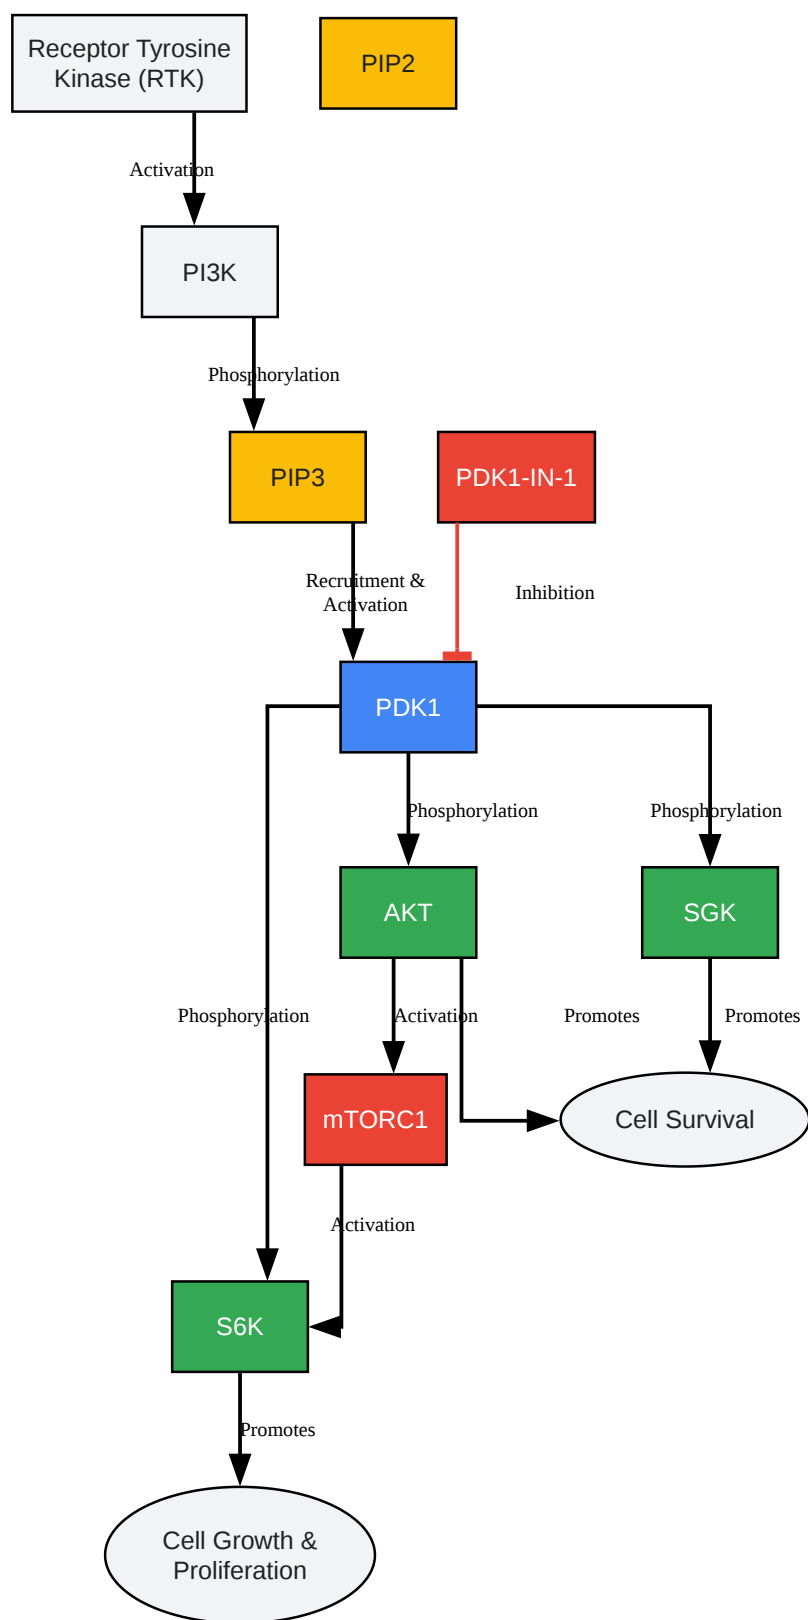 Receptor Tyrosine
Kinase (RTK)
PIP2
Activation
PI3K
Phosphorylation
PIP3
PDK1-IN-1
Recruitment &
Activation
Inhibition
PDK1
Phosphorylation
Phosphorylation
AKT
SGK
Phosphorylation
Activation
Promotes
Promotes
mTORC1
Cell Survival
Activation
S6K
Promotes
Cell Growth &
Proliferation